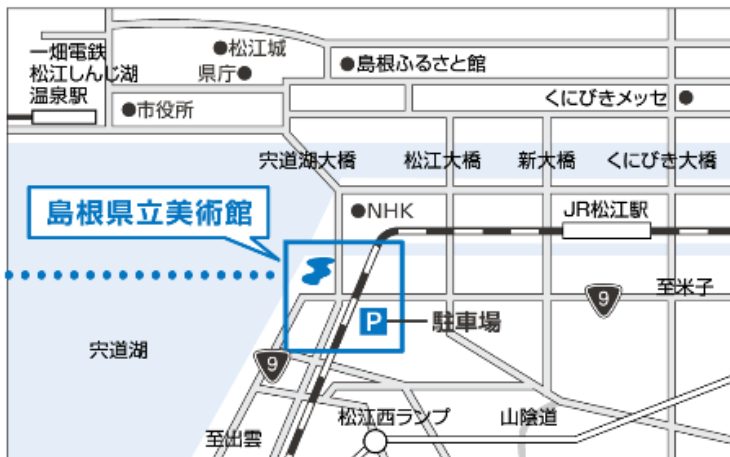 一畑電鉄
松江しんじ湖
温泉駅
●松江城
県庁●
●島根ふるさと館
●市役所
くにびきメッセ ●
宍道湖大橋
松江大橋
新大橋
くにびき大橋
島根県立美術館
●NHK
JR松江駅
9
至米子
P
駐車場
宍道湖
9
至出雲
松江西ランプ
山陰道